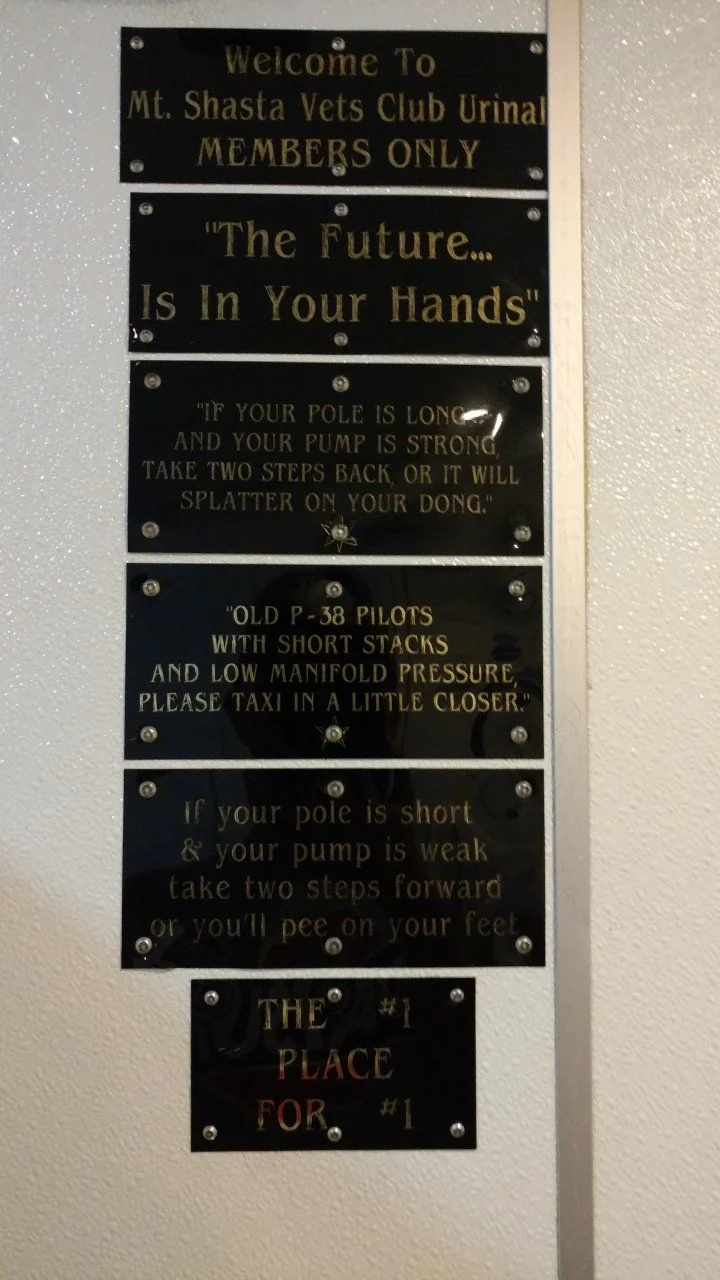 Welcome To
Mt. Shasta Vets Club Urinal
MEMBERS ONLY
"The Future...
Is In Your Hands"
"IF YOUR POLE IS LONG
AND YOUR PUMP IS STRONG,
TAKE TWO STEPS BACK, OR IT WILL
SPLATTER ON YOUR DONG."
"OLD P-38 PILOTS
WITH SHORT STACKS
AND LOW MANIFOLD PRESSURE,
PLEASE TAXI IN A LITTLE CLOSER."
If your pole is short
& your pump is weak
take two steps forward
or you'll pee on your feet
THE #1
PLACE
FOR #1